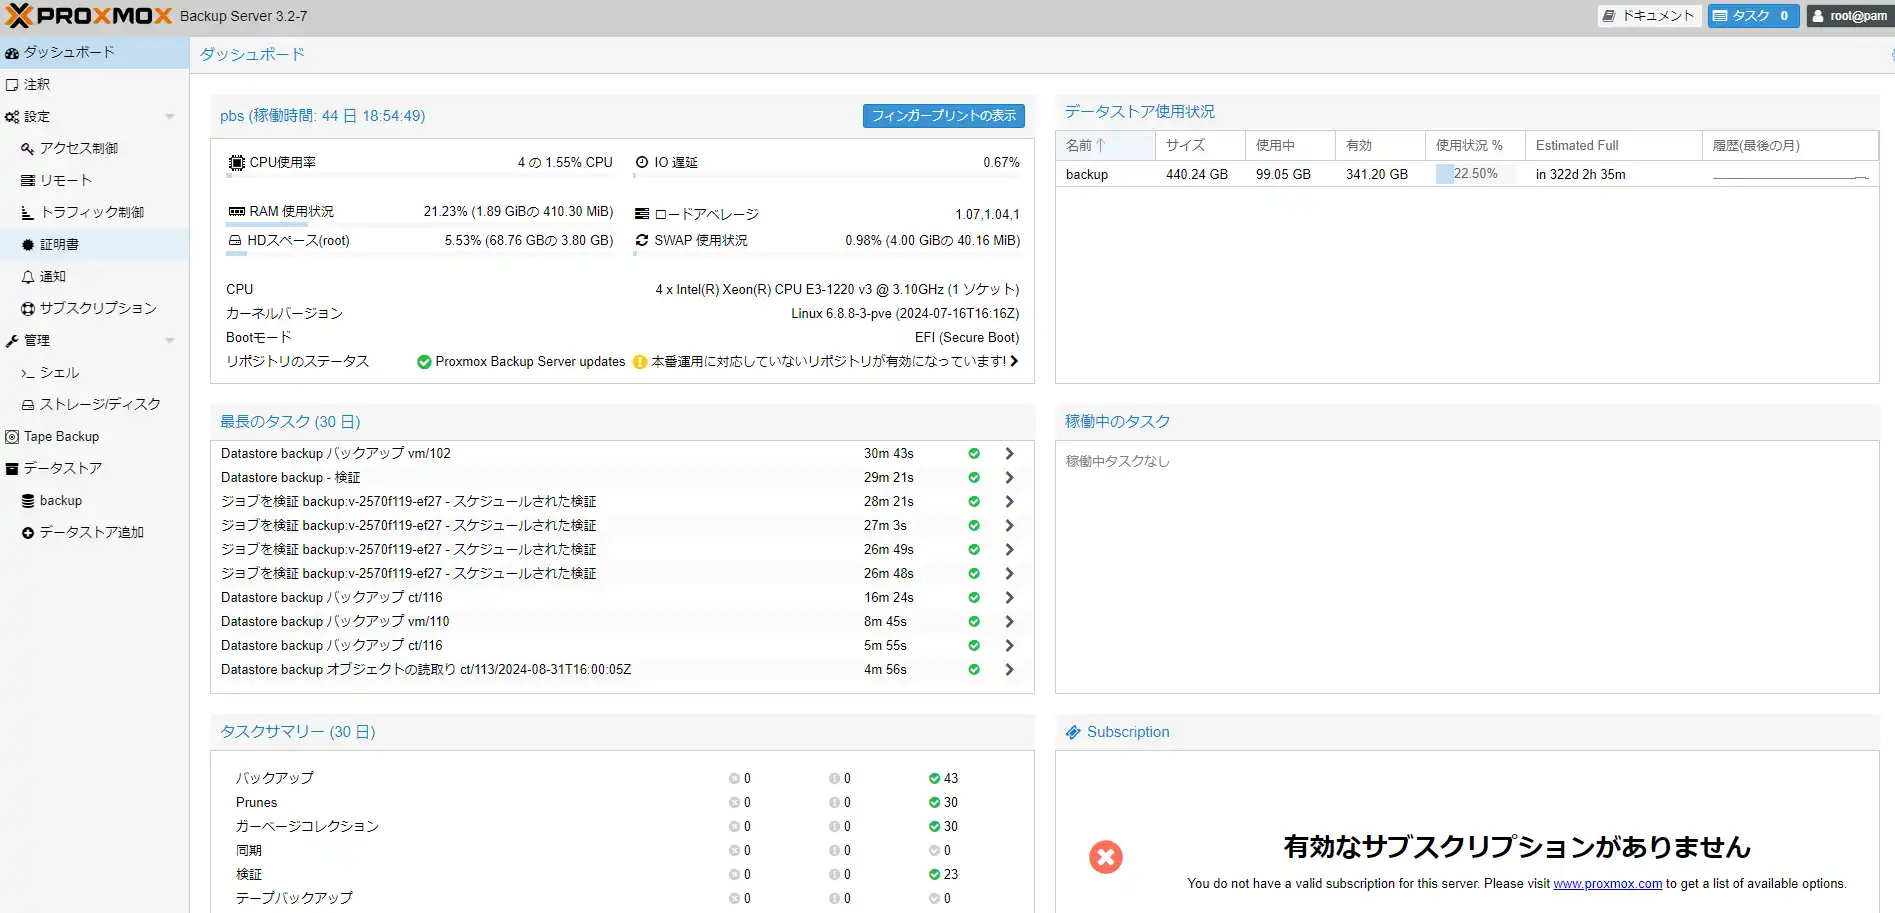 PROXMOX Backup Server 3.2-7
ドキュメント
タスク 0
root@pam
ダッシュボード
注釈
設定
アクセス制御
リモート
トラフィック制御
証明書
通知
サブスクリプション
管理
シェル
ストレージ/ディスク
Tape Backup
データストア
backup
データストア追加
ダッシュボード
pbs (稼働時間: 44 日 18:54:49)
フィンガープリントの表示
CPU使用率 4 の 1.55% CPU
IO 遅延 0.67%
RAM 使用状況 21.23% (1.89 GiBの 410.30 MiB)
ロードアベレージ 1.07,1.04,1
HDスペース(root) 5.53% (68.76 GBの 3.80 GB)
SWAP 使用状況 0.98% (4.00 GiBの 40.16 MiB)
CPU 4 x Intel(R) Xeon(R) CPU E3-1220 v3 @ 3.10GHz (1 ソケット)
カーネルバージョン Linux 6.8.8-3-pve (2024-07-16T16:16Z)
Bootモード EFI (Secure Boot)
リポジトリのステータス Proxmox Backup Server updates 本番運用に対応していないリポジトリが有効になっています!
データストア使用状況
名前 サイズ 使用中 有効 使用状況 % Estimated Full 履歴(最後の月)
backup 440.24 GB 99.05 GB 341.20 GB 22.50% in 322d 2h 35m
最長のタスク (30 日)
Datastore backup バックアップ vm/102 30m 43s
Datastore backup - 検証 29m 21s
ジョブを検証 backup:v-2570f119-ef27 - スケジュールされた検証 28m 21s
ジョブを検証 backup:v-2570f119-ef27 - スケジュールされた検証 27m 3s
ジョブを検証 backup:v-2570f119-ef27 - スケジュールされた検証 26m 49s
ジョブを検証 backup:v-2570f119-ef27 - スケジュールされた検証 26m 48s
Datastore backup バックアップ ct/116 16m 24s
Datastore backup バックアップ vm/110 8m 45s
Datastore backup バックアップ ct/116 5m 55s
Datastore backup オブジェクトの読取り ct/113/2024-08-31T16:00:05Z 4m 56s
稼働中のタスク
稼働中タスクなし
タスクサマリー (30 日)
バックアップ 0 0 43
Prunes 0 0 30
ガーベージコレクション 0 0 30
同期 0 0 0
検証 0 0 23
テープバックアップ 0 0 0
Subscription
有効なサブスクリプションがありません
You do not have a valid subscription for this server. Please visit www.proxmox.com to get a list of available options.